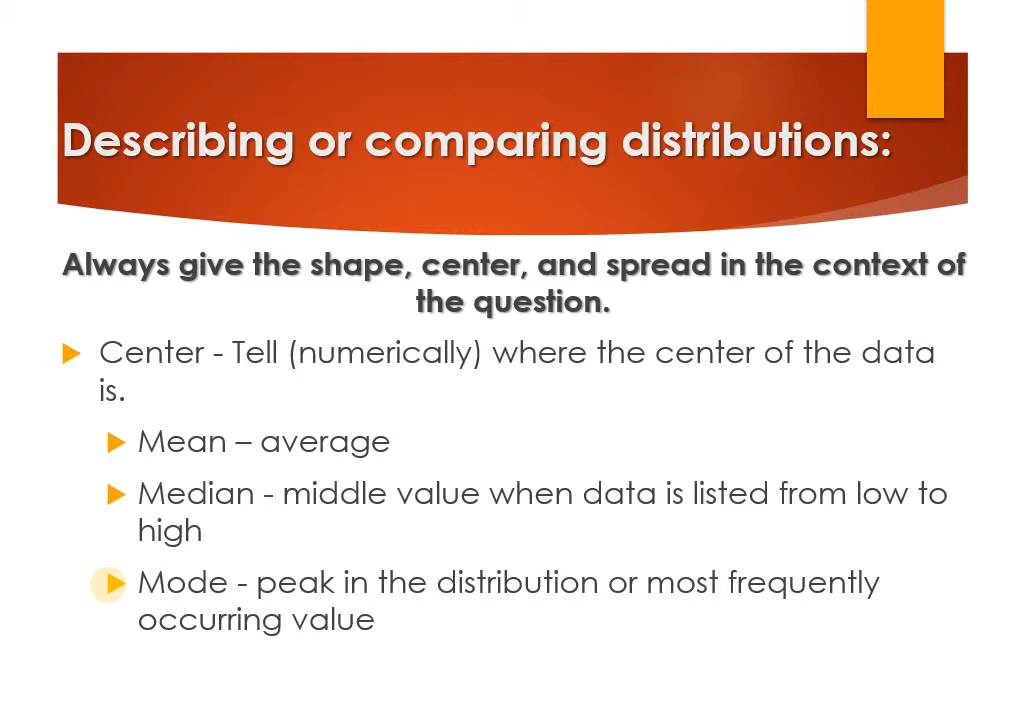 Describing or comparing distributions:
Always give the shape, center, and spread in the context of
the question.
Center - Tell (numerically) where the center of the data
is.
Mean – average
Median - middle value when data is listed from low to
high
Mode - peak in the distribution or most frequently
occurring value